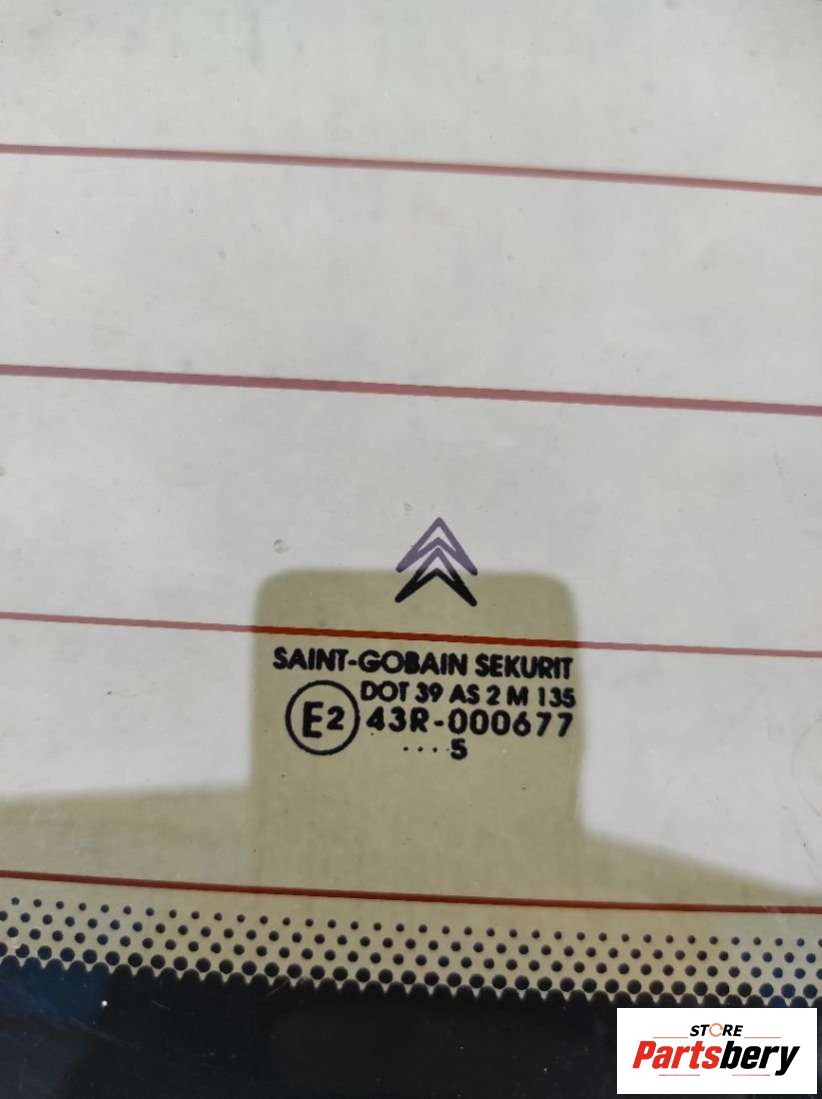 SAINT-GOBAIN SEKURIT
DOT 39 AS 2 M 135
E2 43R-000677
....5
STORE
Partsbery